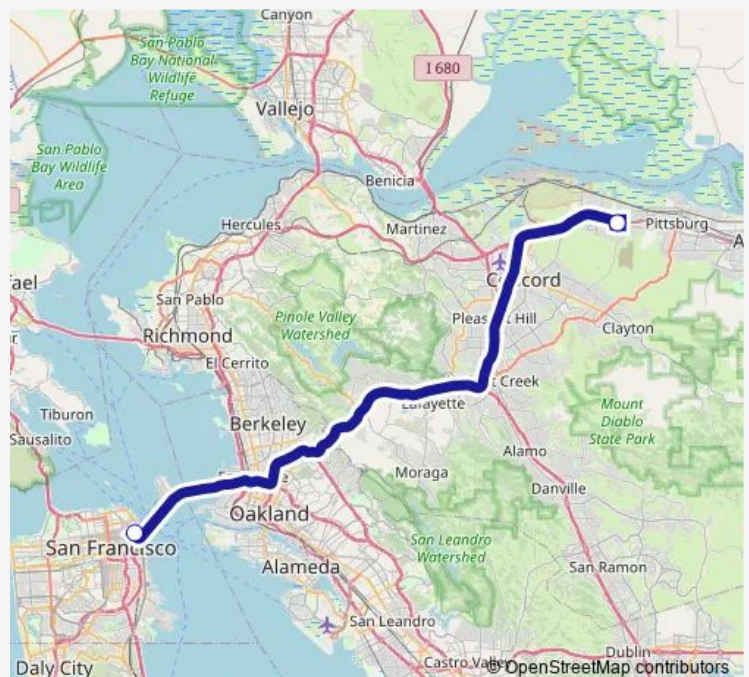 Canyon
San Pablo
Bay National
Wildlife
Refuge
I 680
Vallejo
San Pablo
Bay Wildlife
Area
Benicia
Hercules
Martinez
Pittsburg
San Pablo
Pinole Valley
Watershed
Pleas
Hill
Richmond
Clayton
El Cerrito
Creek
Tiburon
Lafayette
Mount
Diablo
State Park
Berkeley
Sausalito
Alamo
Moraga
Danville
Oakland
San Francisco
San Leandro
Watershed
Alameda
San Ramon
San Leandro
Dublin
Daly City
Castro Valley
© OpenStreetMap contributors